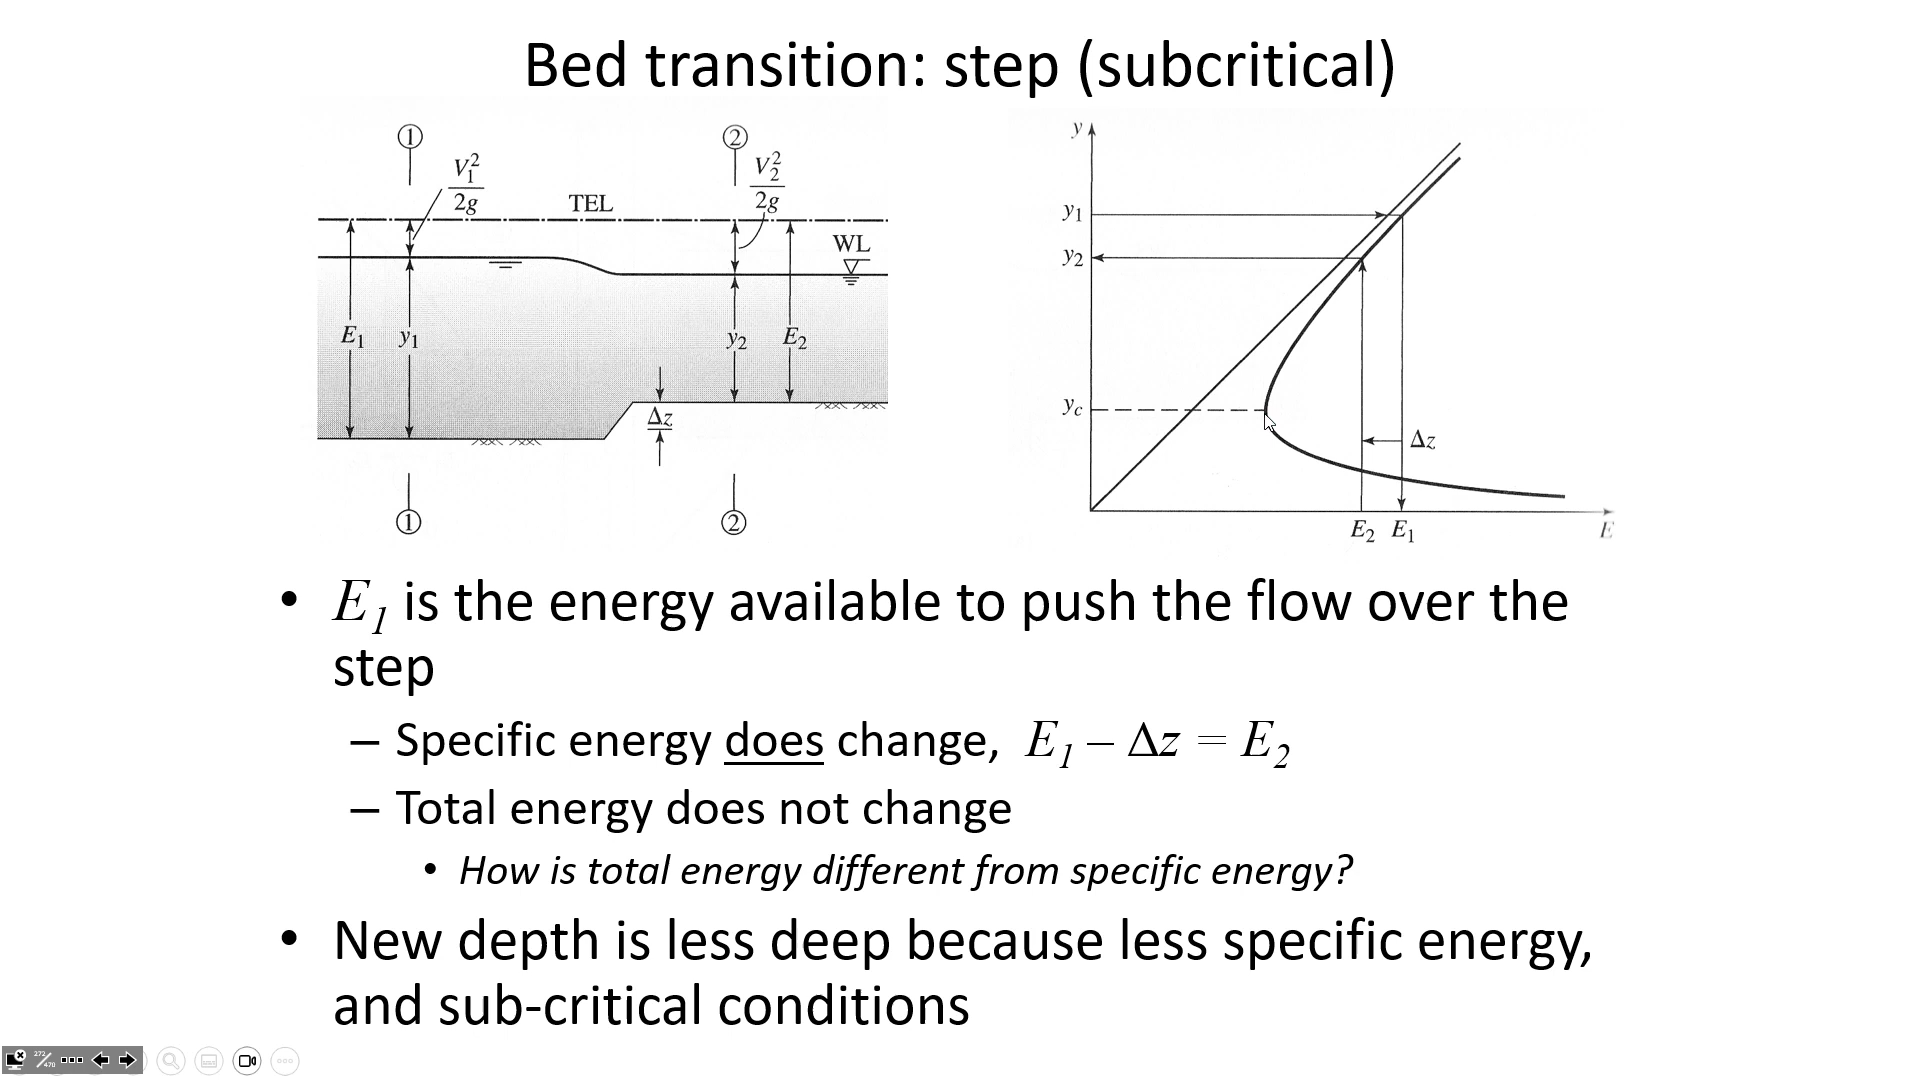 Bed transition: step (subcritical)
① ②
V₁²/2g V₂²/2g
TEL
WL
E₁ y₁ y₂ E₂
Δz
① ②
y
y₁
y₂
y_c
Δz
E₂ E₁ E
• E₁ is the energy available to push the flow over the
step
– Specific energy does change, E₁ – Δz = E₂
– Total energy does not change
• How is total energy different from specific energy?
• New depth is less deep because less specific energy,
and sub-critical conditions
272/470